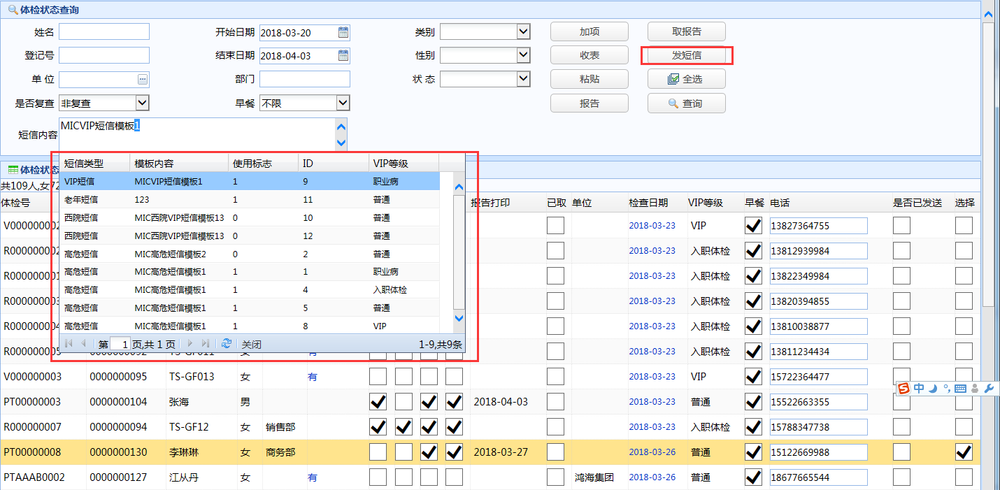 体检状态查询
姓名 开始日期 2018-03-20 类别 加项 取报告
登记号 结束日期 2018-04-03 性别 收表 发短信
单 位 ... 部门 状 态 粘贴 全选
是否复查 非复查 早餐 不限 报告 查询
短信内容 MICVIP短信模板1
短信类型 模板内容 使用标志 ID VIP等级
VIP短信 MICVIP短信模板1 1 9 职业病
老年短信 123 1 11 普通
西院短信 MIC西院VIP短信模板13 0 10 普通
西院短信 MIC西院VIP短信模板13 0 12 普通
高危短信 MIC高危短信模板2 0 2 普通
高危短信 MIC高危短信模板1 1 1 职业病
高危短信 MIC高危短信模板1 1 4 入职体检
高危短信 MIC高危短信模板1 1 5 普通
高危短信 MIC高危短信模板1 1 8 VIP
第 1 页,共 1 页 关闭 1-9,共9条
体检状态
共109人,女72
体检号 报告打印 已取 单位 检查日期 VIP等级 早餐 电话 是否已发送 选择
V000000002 2018-03-23 VIP 13827364755
R000000002 2018-03-23 入职体检 13812939984
R000000001 2018-03-23 入职体检 13822349984
R000000003 2018-03-23 入职体检 13820394855
R000000004 2018-03-23 入职体检 13810038877
R000000005 0000000092 TS-GF011 女 有 2018-03-23 入职体检 13811234434
V000000003 0000000095 TS-GF013 女 有 2018-03-23 VIP 15722364477
PT00000003 0000000104 张海 男 2018-04-03 2018-03-23 普通 15522663355
R000000007 0000000094 TS-GF12 女 销售部 2018-03-23 入职体检 15788347738
PT00000008 0000000130 李琳琳 女 商务部 2018-03-27 2018-03-26 普通 15122669988
PTAAAB0002 0000000127 江从丹 女 有 鸿海集团 2018-03-26 普通 18677665544
S 中